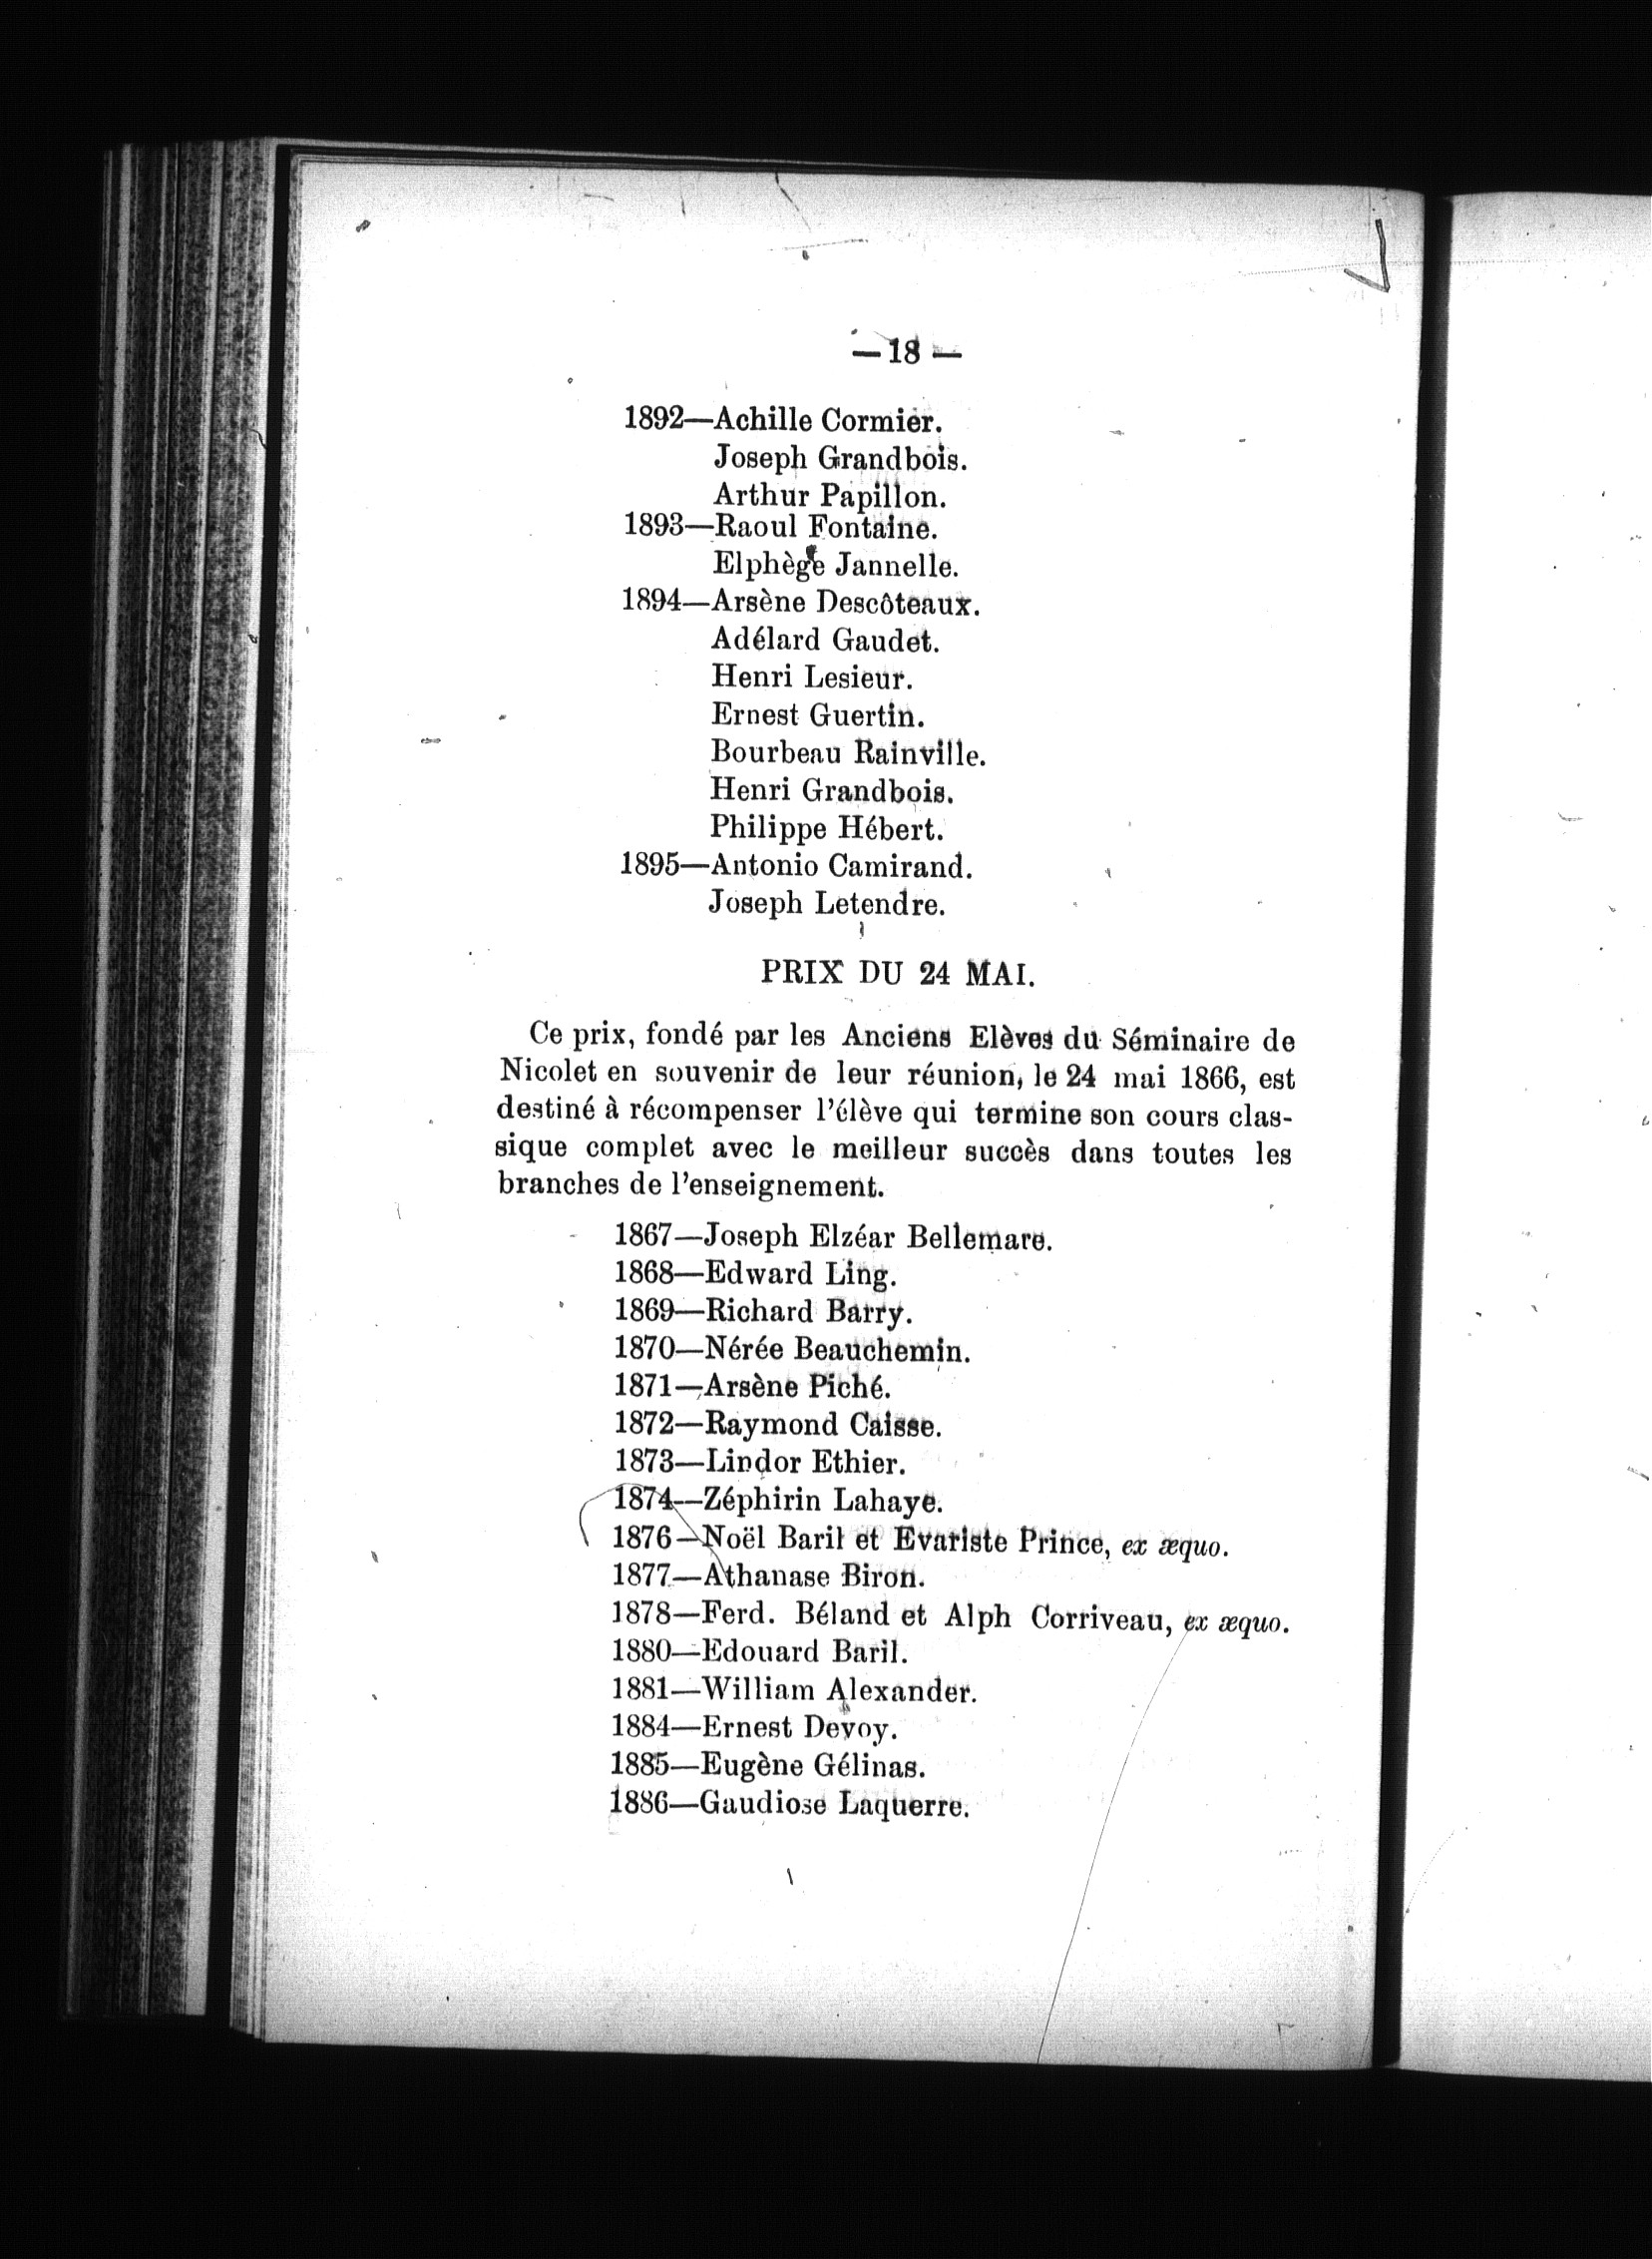 — 18 —
1892—Achille Cormier.
Joseph Grandbois.
Arthur Papillon.
1893—Raoul Fontaine.
Elphège Jannelle.
1894—Arsène Descôteaux.
Adélard Gaudet.
Henri Lesieur.
Ernest Guertin.
Bourbeau Rainville.
Henri Grandbois.
Philippe Hébert.
1895—Antonio Camirand.
Joseph Letendre.
PRIX DU 24 MAI.
Ce prix, fondé par les Anciens Elèves du Séminaire de
Nicolet en souvenir de leur réunion, le 24 mai 1866, est
destiné à récompenser l'élève qui termine son cours clas-
sique complet avec le meilleur succès dans toutes les
branches de l'enseignement.
1867—Joseph Elzéar Bellemare.
1868—Edward Ling.
1869—Richard Barry.
1870—Nérée Beauchemin.
1871—Arsène Piché.
1872—Raymond Caisse.
1873—Lindor Ethier.
1874—Zéphirin Lahaye.
1876—Noël Baril et Evariste Prince, ex æquo.
1877—Athanase Biron.
1878—Ferd. Béland et Alph Corriveau, ex æquo.
1880—Edouard Baril.
1881—William Alexander.
1884—Ernest Devoy.
1885—Eugène Gélinas.
1886—Gaudiose Laquerre.